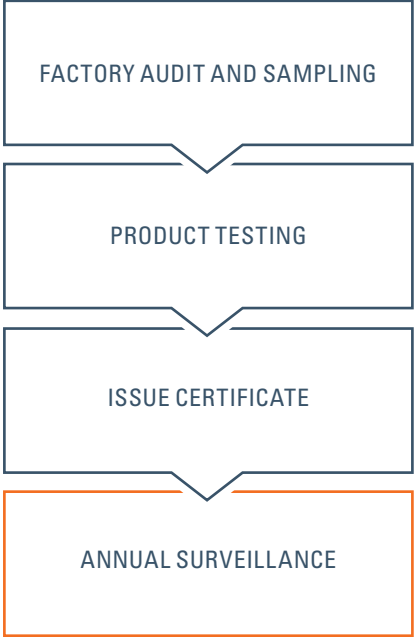 FACTORY AUDIT AND SAMPLING
PRODUCT TESTING
ISSUE CERTIFICATE
ANNUAL SURVEILLANCE